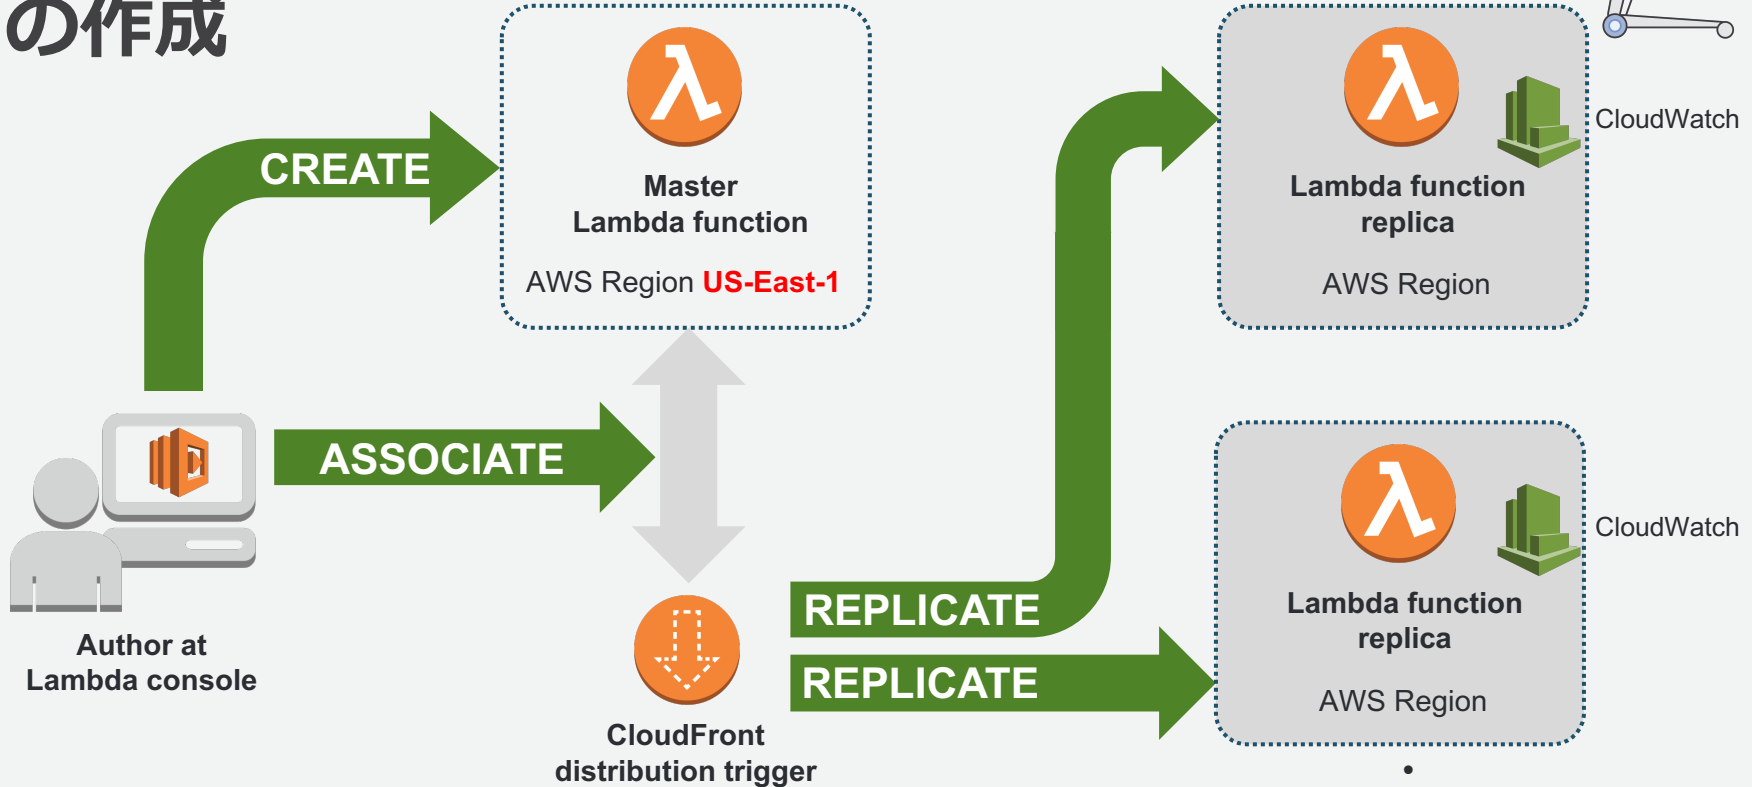 の作成
CREATE
Master
Lambda function
AWS Region US-East-1
Lambda function
replica
AWS Region
CloudWatch
ASSOCIATE
Author at
Lambda console
CloudFront
distribution trigger
REPLICATE
REPLICATE
Lambda function
replica
AWS Region
CloudWatch
•